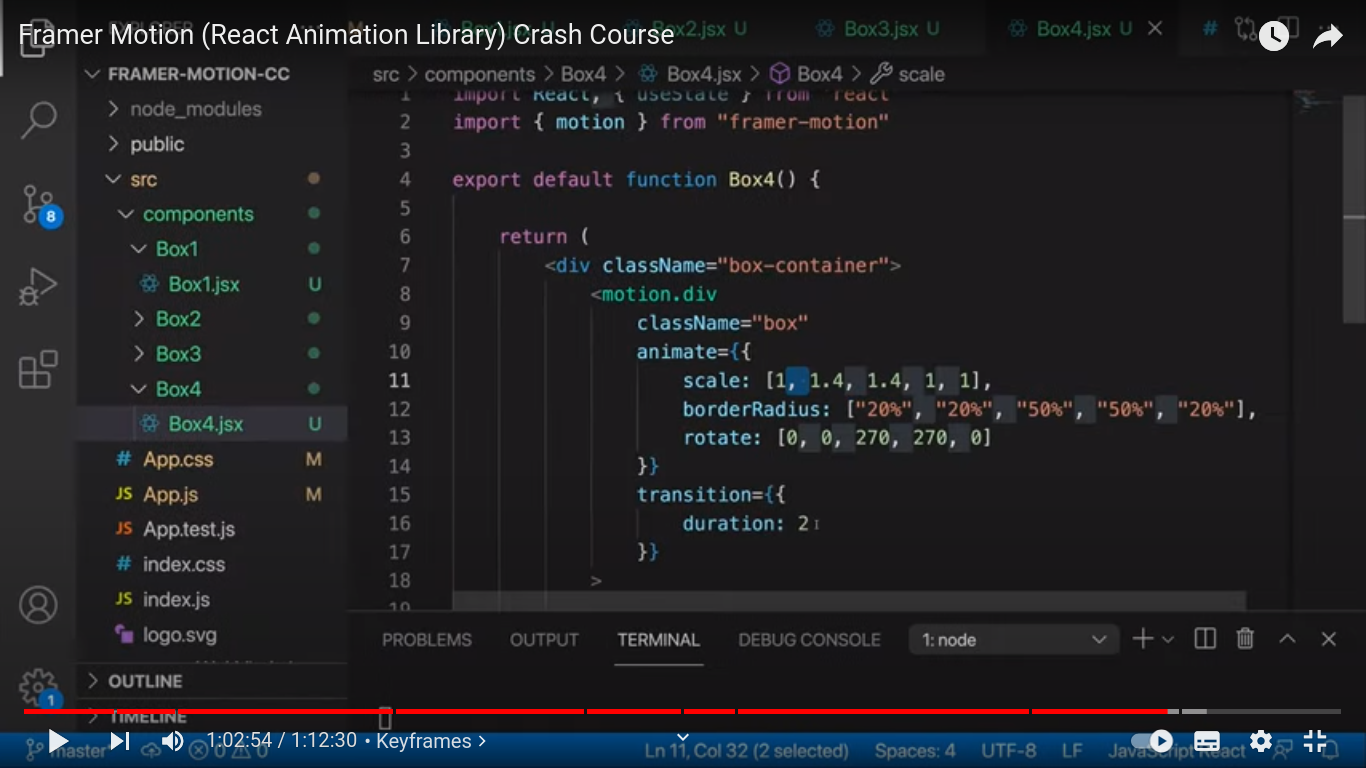 Framer Motion (React Animation Library) Crash Course
Box2.jsx U
Box3.jsx U
Box4.jsx U
FRAMER-MOTION-CC
node_modules
public
src
components
Box1
Box1.jsx U
Box2
Box3
Box4
Box4.jsx U
# App.css M
JS App.js M
JS App.test.js
# index.css
JS index.js
logo.svg
OUTLINE
TIMELINE
8
1
src > components > Box4 > Box4.jsx > Box4 > scale
1 import React, { useState } from "react"
2 import { motion } from "framer-motion"
3
4 export default function Box4() {
5
6 return (
7 <div className="box-container">
8 <motion.div
9 className="box"
10 animate={{
11 scale: [1, 1.4, 1.4, 1, 1],
12 borderRadius: ["20%", "20%", "50%", "50%", "20%"],
13 rotate: [0, 0, 270, 270, 0]
14 }}
15 transition={{
16 duration: 2
17 }}
18 >
19
PROBLEMS OUTPUT TERMINAL DEBUG CONSOLE 1: node
1:02:54 / 1:12:30 • Keyframes >
master
0 0
Ln 11, Col 32 (2 selected) Spaces: 4 UTF-8 LF JavaScript React